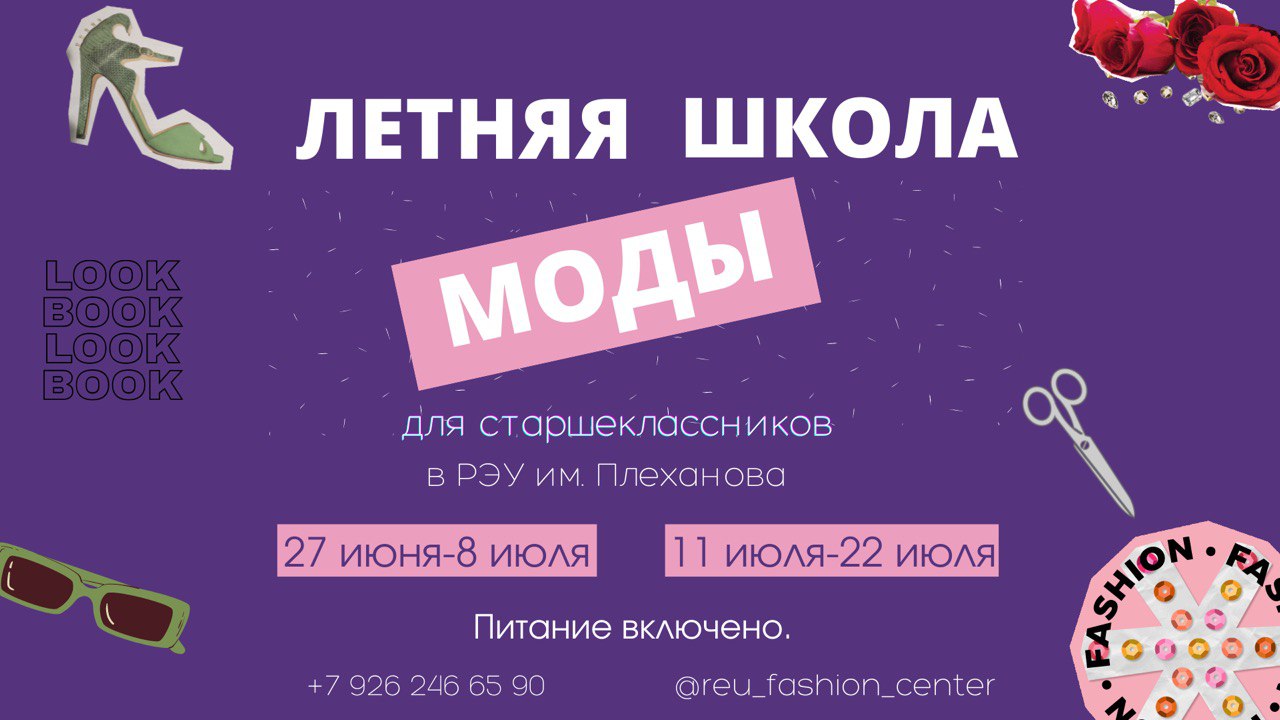 ЛЕТНЯЯ ШКОЛА
МОДЫ
LOOK
BOOK
LOOK
BOOK
для старшеклассников
в РЭУ им. Плеханова
27 июня-8 июля
11 июля-22 июля
Питание включено.
+7 926 246 65 90
@reu_fashion_center
FASHION • FAS